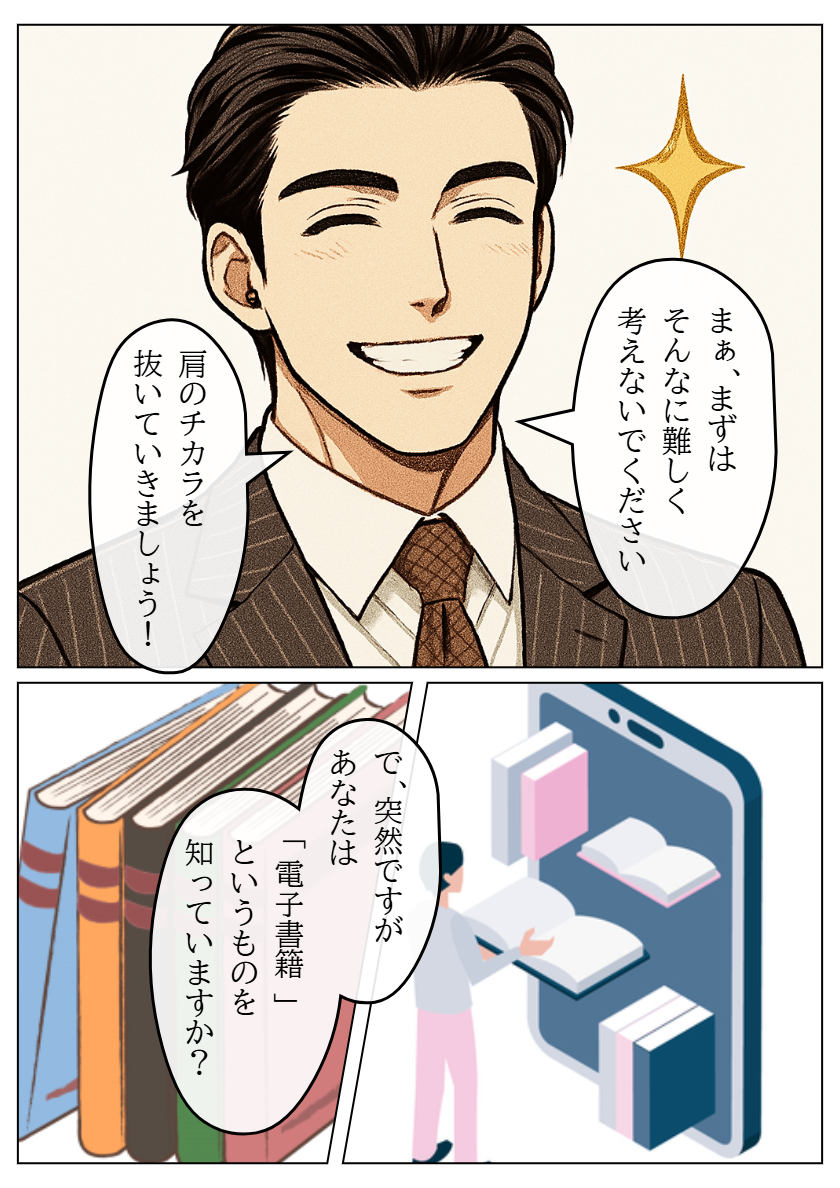 まぁ、まずは
そんなに難しく
考えないでください
肩のチカラを
抜いていきましょう！
で、突然ですが
あなたは
「電子書籍」
というものを
知っていますか？